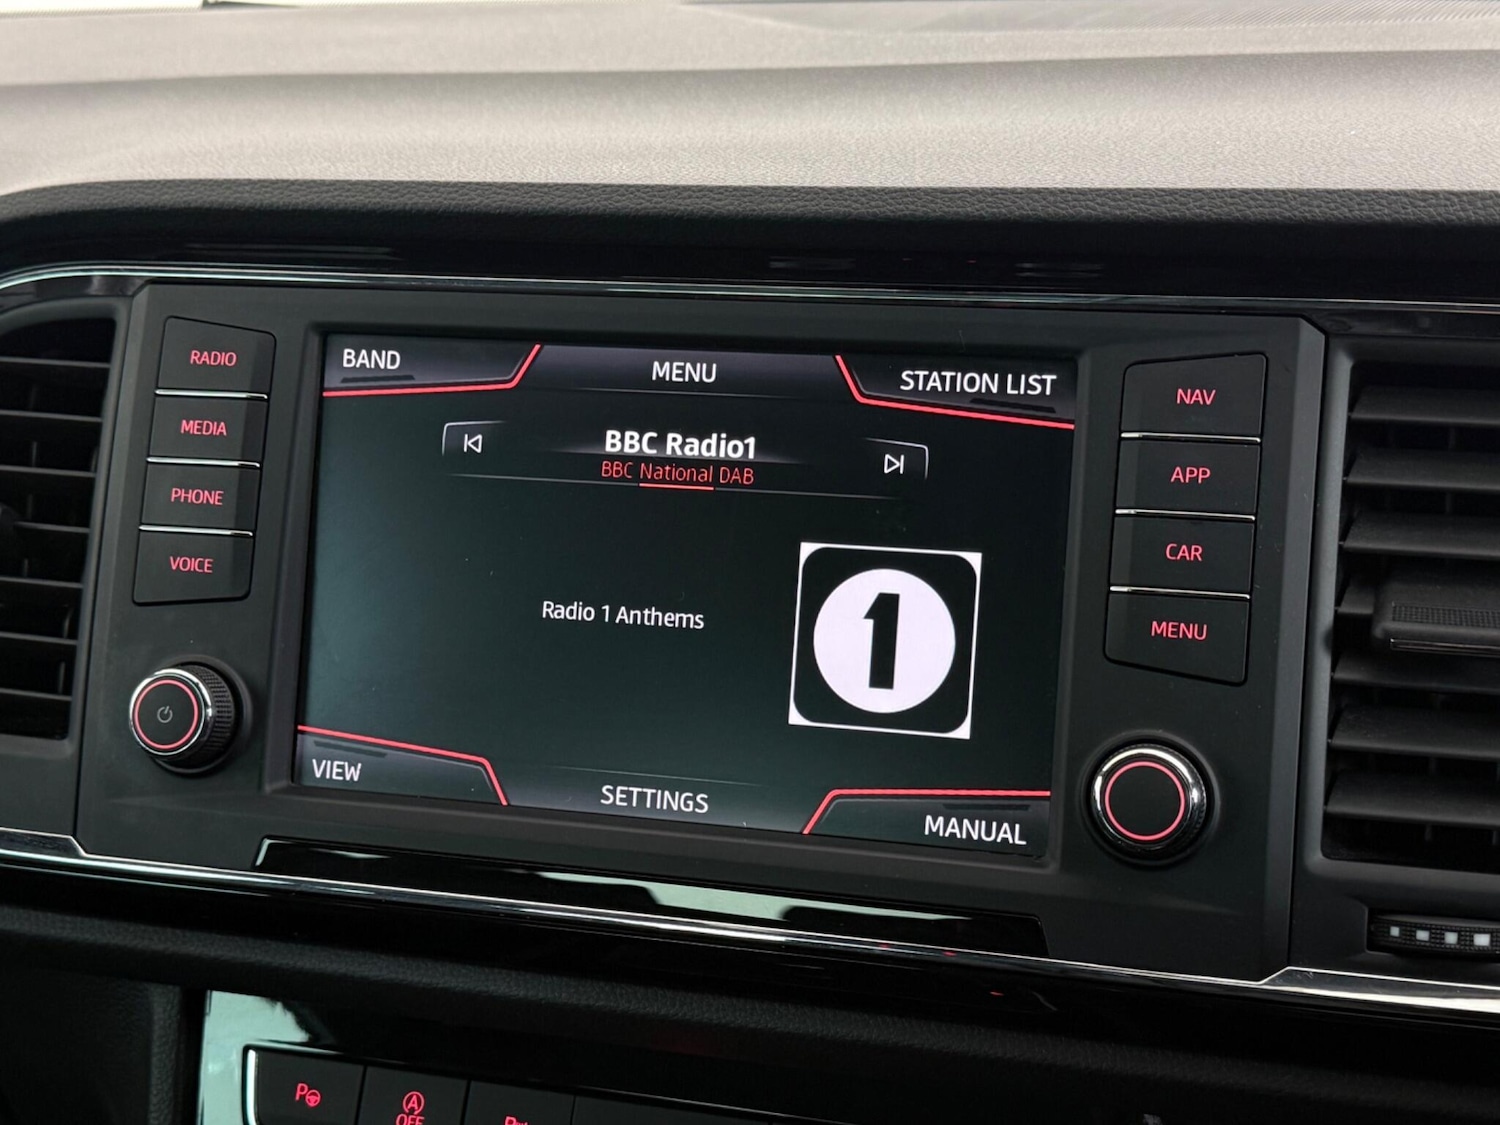 RADIO
MEDIA
PHONE
VOICE
BAND
MENU
STATION LIST
BBC Radio1
BBC National DAB
Radio 1 Anthems
1
VIEW
SETTINGS
MANUAL
NAV
APP
CAR
MENU
P
A
OFF